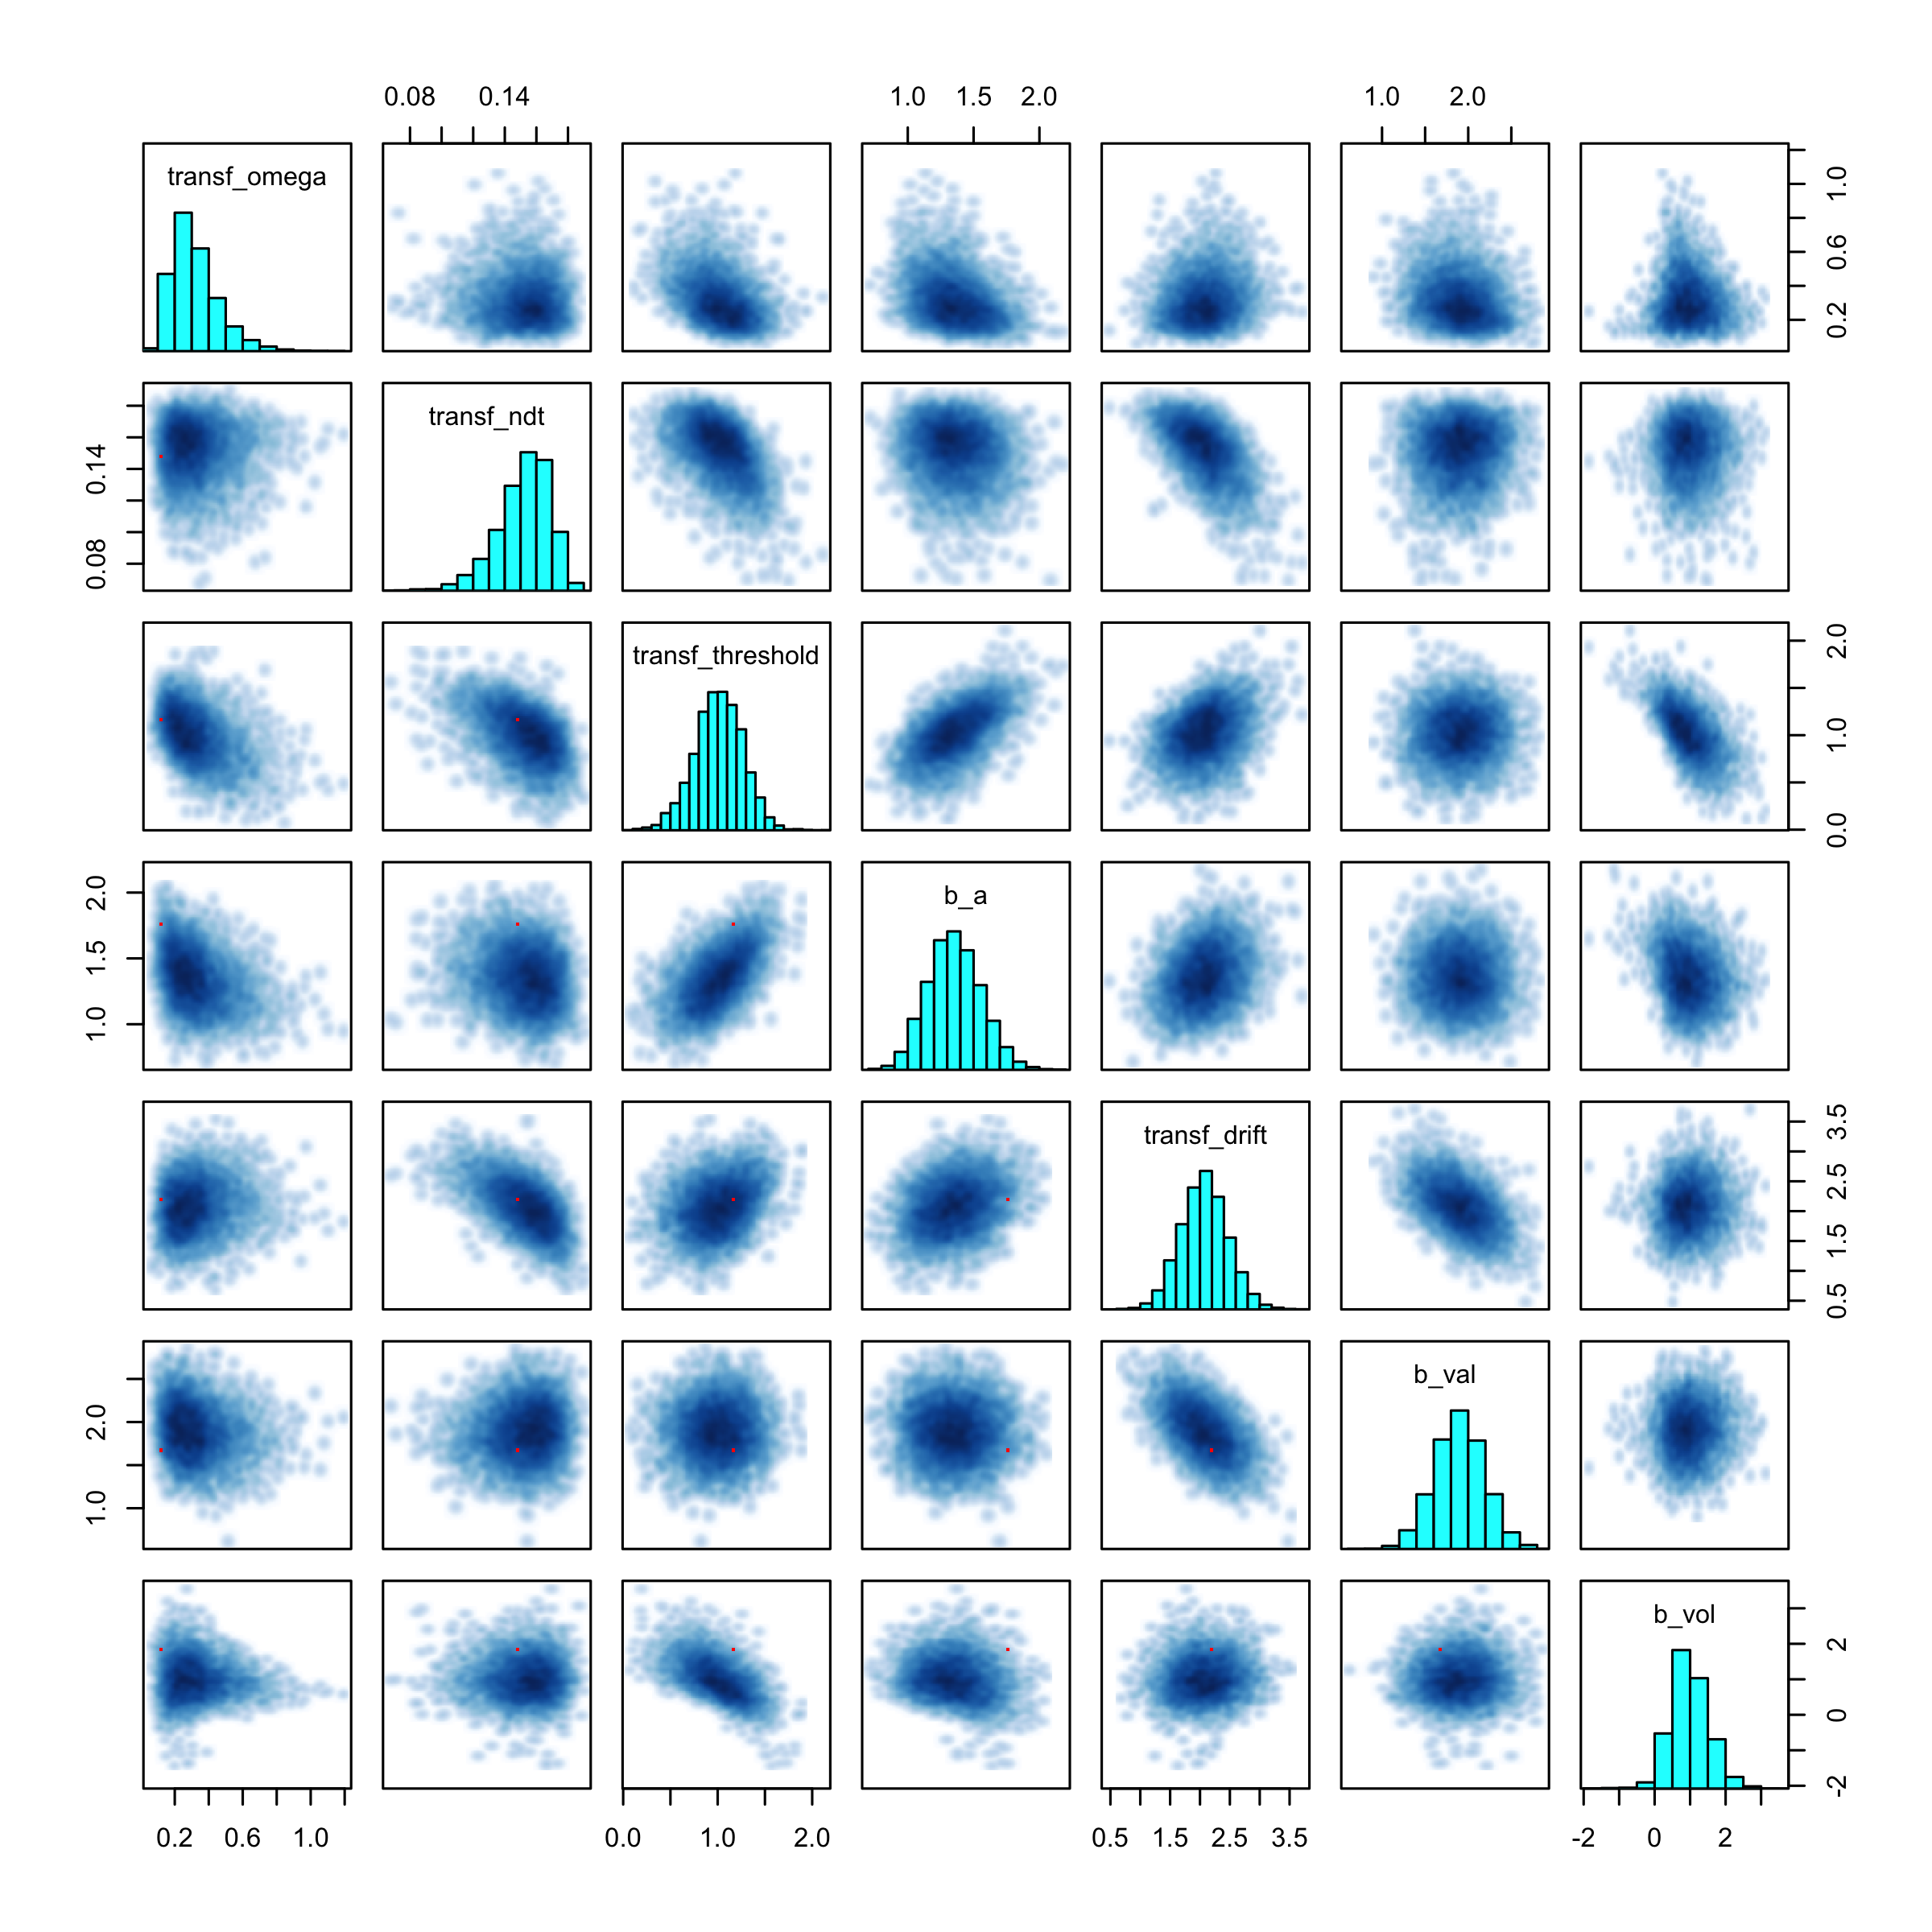 0.08 0.14 1.0 1.5 2.0 1.0 2.0
transf_omega
0.2 0.6 1.0
transf_ndt
0.08 0.14
transf_threshold
0.0 1.0 2.0
b_a
1.0 1.5 2.0
transf_drift
0.5 1.5 2.5 3.5
b_val
1.0 2.0
b_vol
-2 0 2
0.2 0.6 1.0 0.0 1.0 2.0 0.5 1.5 2.5 3.5 -2 0 2